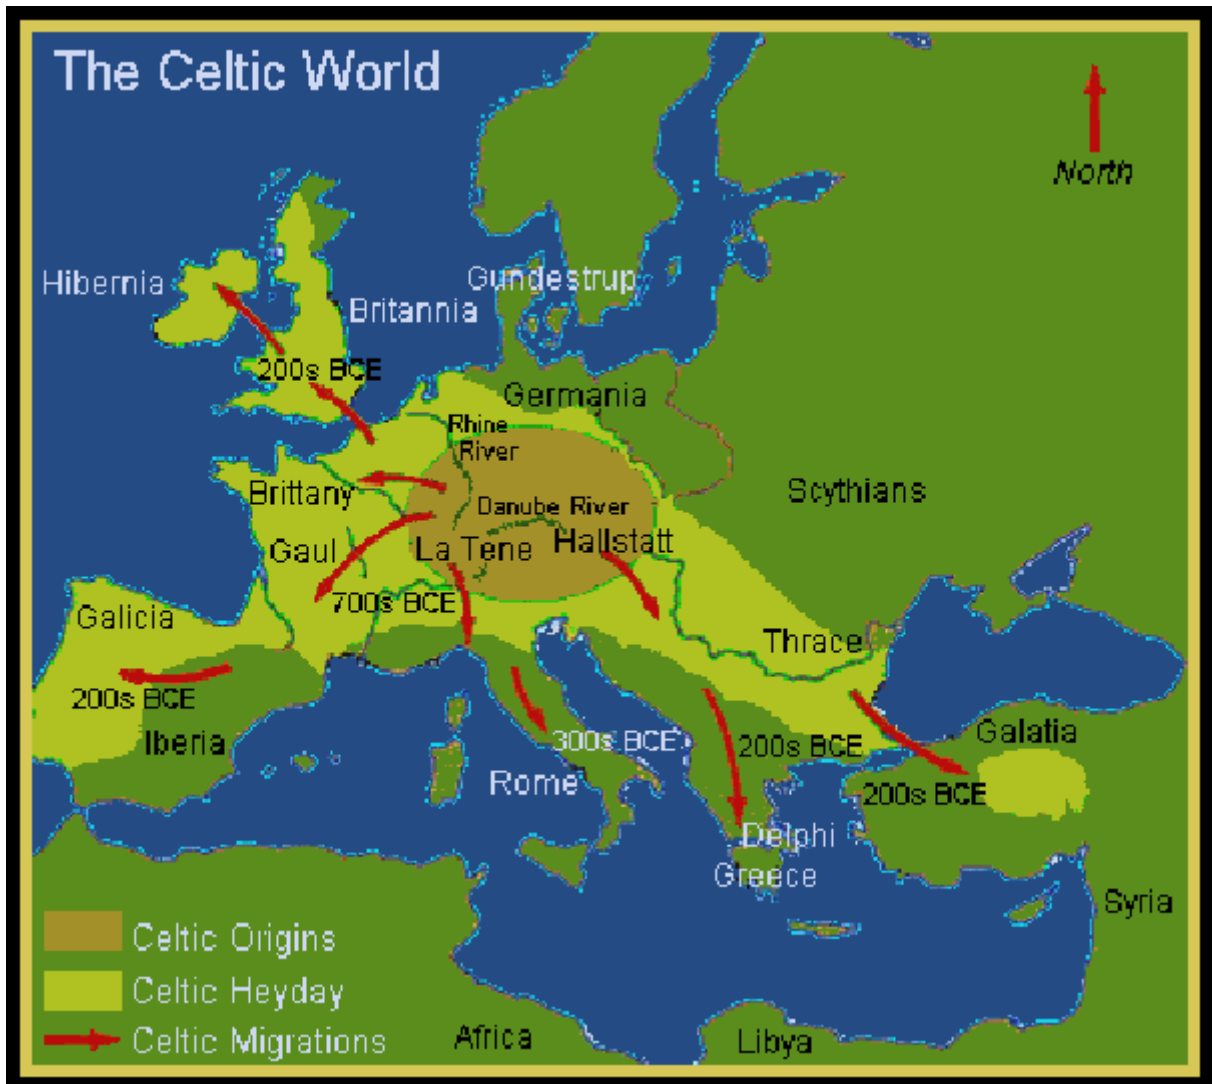 The Celtic World
North
Hibernia
Gundestrup
Britannia
200s BCE
Germania
Rhine
River
Brittany
Scythians
Danube River
Gaul
La Tene
Hallstatt
700s BCE
Galicia
Thrace
200s BCE
Iberia
300s BCE
200s BCE
Galatia
Rome
200s BCE
Delphi
Greece
Syria
Celtic Origins
Celtic Heyday
Celtic Migrations
Africa
Libya